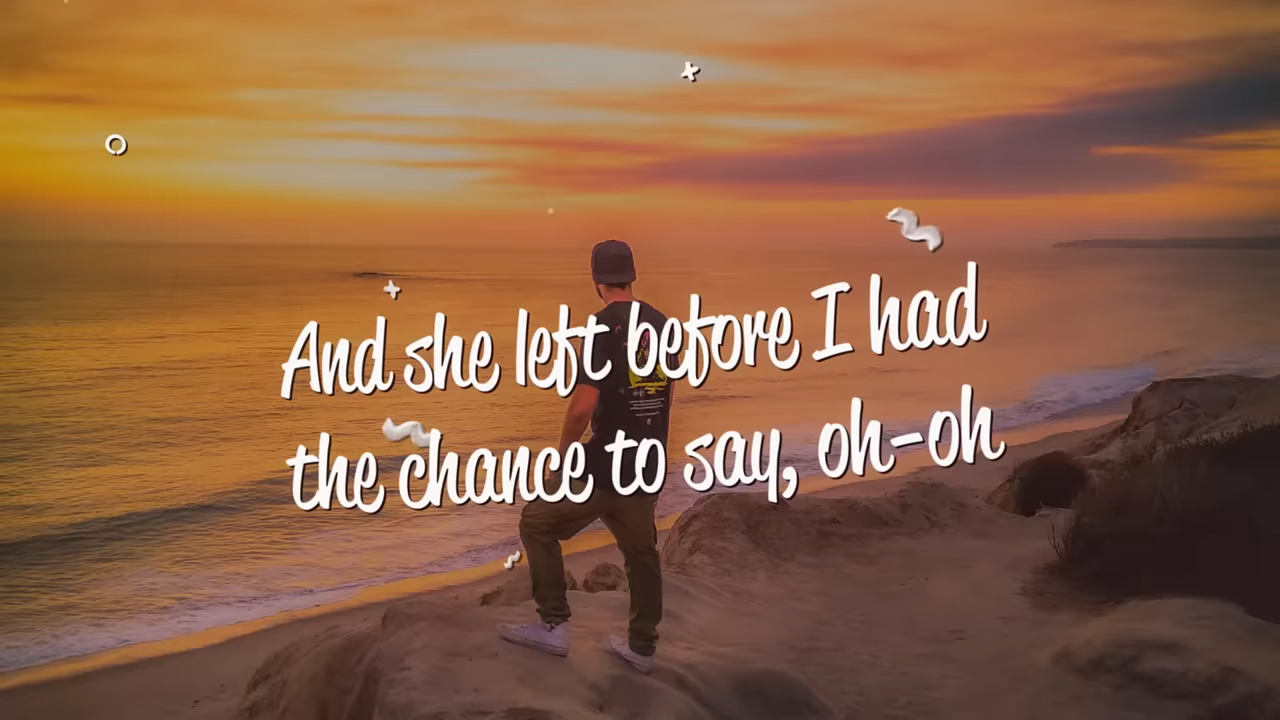 And she left before I had
the chance to say, oh-oh